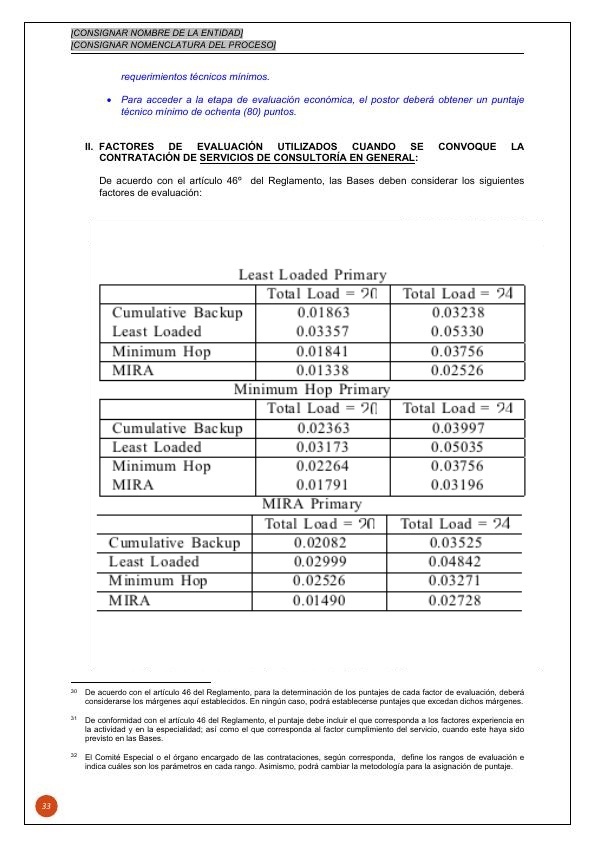 [CONSIGNAR NOMBRE DE LA ENTIDAD]
[CONSIGNAR NOMENCLATURA DEL PROCESO]
requerimientos técnicos mínimos.
• Para acceder a la etapa de evaluación económica, el postor deberá obtener un puntaje
técnico mínimo de ochenta (80) puntos.
II. FACTORES DE EVALUACIÓN UTILIZADOS CUANDO SE CONVOQUE LA
CONTRATACIÓN DE SERVICIOS DE CONSULTORÍA EN GENERAL:
De acuerdo con el artículo 46º del Reglamento, las Bases deben considerar los siguientes
factores de evaluación:
Least Loaded Primary
Total Load = 20 Total Load = 24
Cumulative Backup 0.01863 0.03238
Least Loaded 0.03357 0.05330
Minimum Hop 0.01841 0.03756
MIRA 0.01338 0.02526
Minimum Hop Primary
Total Load = 20 Total Load = 24
Cumulative Backup 0.02363 0.03997
Least Loaded 0.03173 0.05035
Minimum Hop 0.02264 0.03756
MIRA 0.01791 0.03196
MIRA Primary
Total Load = 20 Total Load = 24
Cumulative Backup 0.02082 0.03525
Least Loaded 0.02999 0.04842
Minimum Hop 0.02526 0.03271
MIRA 0.01490 0.02728
30 De acuerdo con el artículo 46 del Reglamento, para la determinación de los puntajes de cada factor de evaluación, deberá
considerarse los márgenes aquí establecidos. En ningún caso, podrá establecerse puntajes que excedan dichos márgenes.
31 De conformidad con el artículo 46 del Reglamento, el puntaje debe incluir el que corresponda a los factores experiencia en
la actividad y en la especialidad; así como el que corresponda al factor cumplimiento del servicio, cuando este haya sido
previsto en las Bases.
32 El Comité Especial o el órgano encargado de las contrataciones, según corresponda, define los rangos de evaluación e
indica cuáles son los parámetros en cada rango. Asimismo, podrá cambiar la metodología para la asignación de puntaje.
33